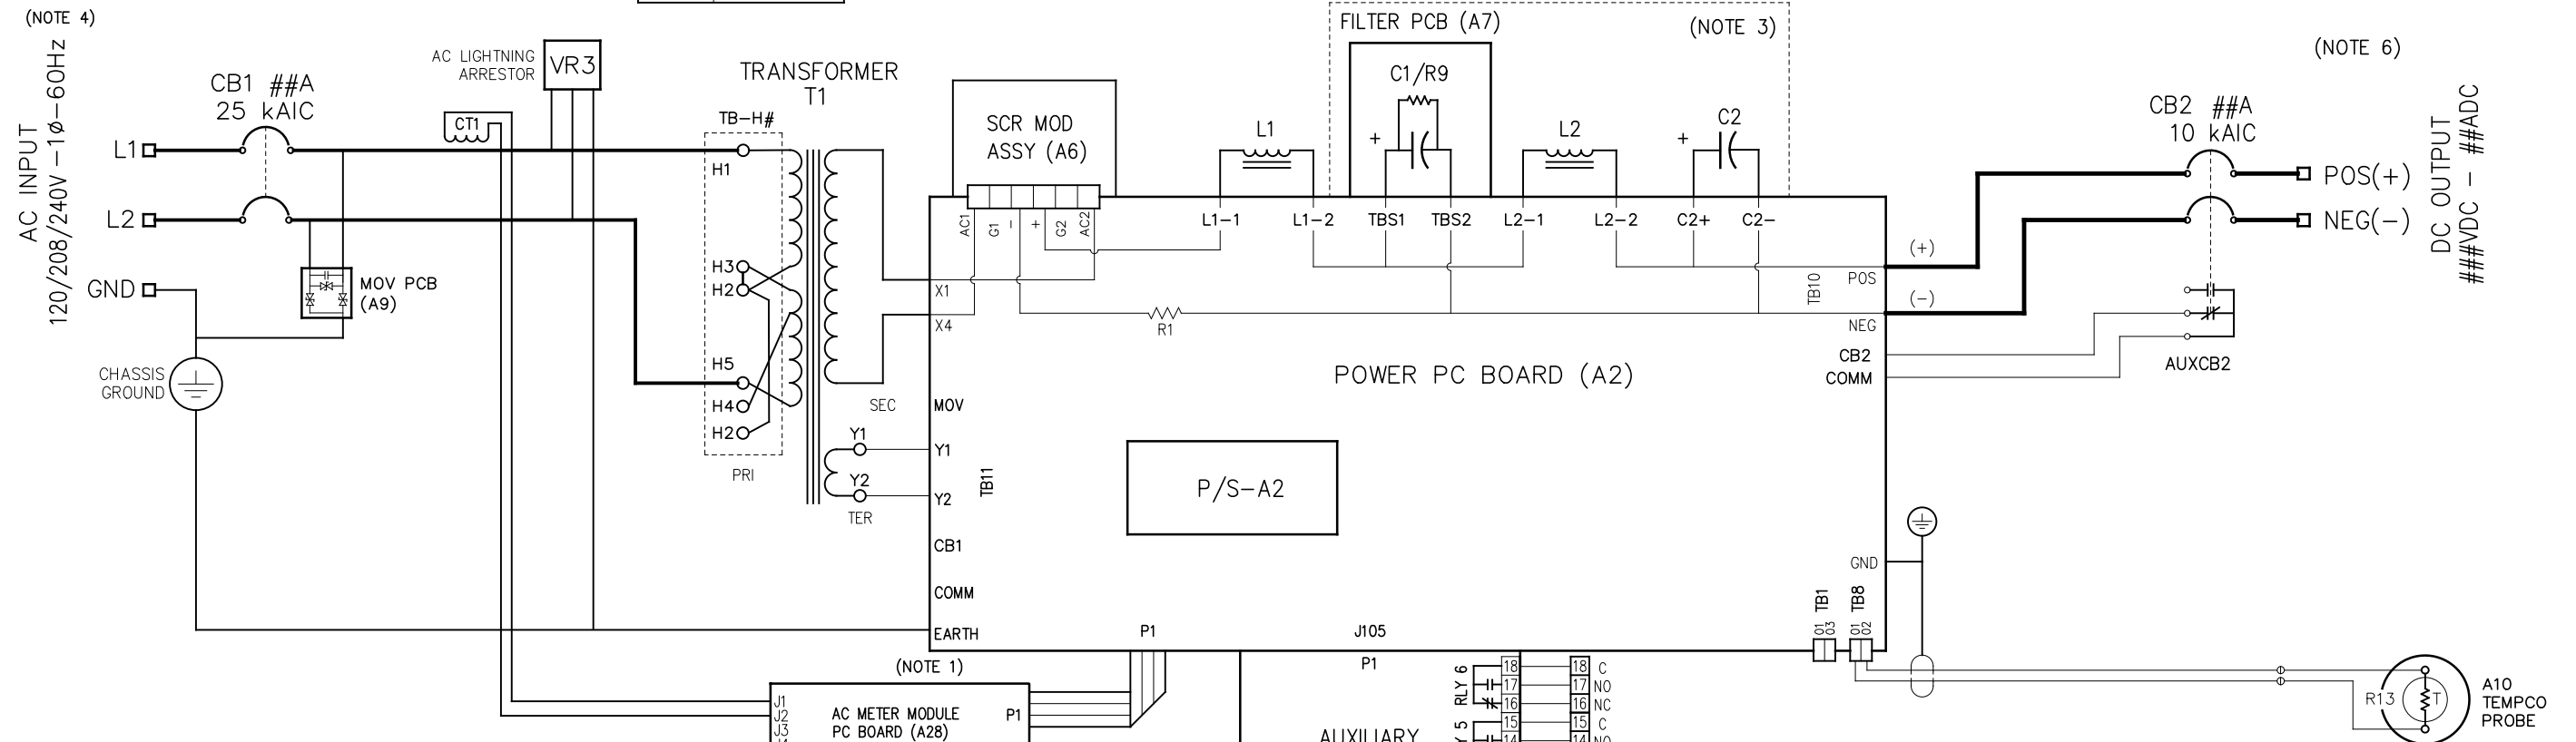 (NOTE 4)
AC INPUT
120/208/240V -1ø-60Hz
CB1 ##A
25 kAIC
L1
L2
GND
CHASSIS
GROUND
MOV PCB
(A9)
AC LIGHTNING
ARRESTOR
VR3
CT1
TRANSFORMER
T1
TB-H#
H1
H3
H2
H5
H4
H2
PRI
SEC
Y1
Y2
TER
SCR MOD
ASSY (A6)
AC1
G1
-
+
G2
AC2
FILTER PCB (A7)
(NOTE 3)
C1/R9
+
L1
L2
+
C2
L1-1
L1-2
TBS1
TBS2
L2-1
L2-2
C2+
C2-
X1
X4
R1
MOV
Y1
TB11
Y2
CB1
COMM
EARTH
POWER PC BOARD (A2)
P/S-A2
TB10
POS
NEG
CB2
COMM
GND
TB1
01
03
TB8
01
02
P1
J105
(+)
(-)
(NOTE 6)
CB2 ##A
10 kAIC
POS(+)
NEG(-)
DC OUTPUT
###VDC - ##ADC
AUXCB2
(NOTE 1)
J1
J2
J3
AC METER MODULE
PC BOARD (A28)
P1
P1
AUXILIARY
RLY 6
18 18 C
17 17 NO
16 16 NC
15 15 C
14 14 NO
R13
T
A10
TEMPCO
PROBE